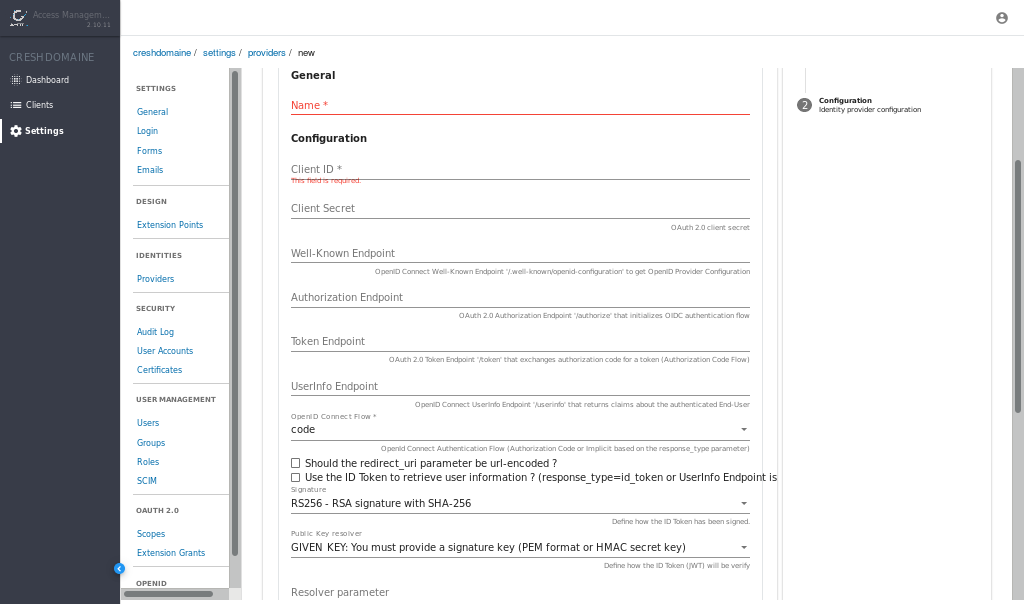 Access Managem...
2.10.11
creshdomaine / settings / providers / new
CRESHDOMAINE
Dashboard
Clients
Settings
SETTINGS
General
Login
Forms
Emails
DESIGN
Extension Points
IDENTITIES
Providers
SECURITY
Audit Log
User Accounts
Certificates
USER MANAGEMENT
Users
Groups
Roles
SCIM
OAUTH 2.0
Scopes
Extension Grants
OPENID
General
Name *
Configuration
Client ID *
This field is required.
Client Secret
OAuth 2.0 client secret
Well-Known Endpoint
OpenID Connect Well-Known Endpoint '/.well-known/openid-configuration' to get OpenID Provider Configuration
Authorization Endpoint
OAuth 2.0 Authorization Endpoint '/authorize' that initializes OIDC authentication flow
Token Endpoint
OAuth 2.0 Token Endpoint '/token' that exchanges authorization code for a token (Authorization Code Flow)
UserInfo Endpoint
OpenID Connect UserInfo Endpoint '/userinfo' that returns claims about the authenticated End-User
OpenID Connect Flow *
code
OpenId Connect Authentication Flow (Authorization Code or Implicit based on the response_type parameter)
Should the redirect_uri parameter be url-encoded ?
Use the ID Token to retrieve user information ? (response_type=id_token or UserInfo Endpoint is
Signature
RS256 - RSA signature with SHA-256
Define how the ID Token has been signed.
Public Key resolver
GIVEN_KEY: You must provide a signature key (PEM format or HMAC secret key)
Define how the ID Token (JWT) will be verify
Resolver parameter
2
Configuration
Identity provider configuration